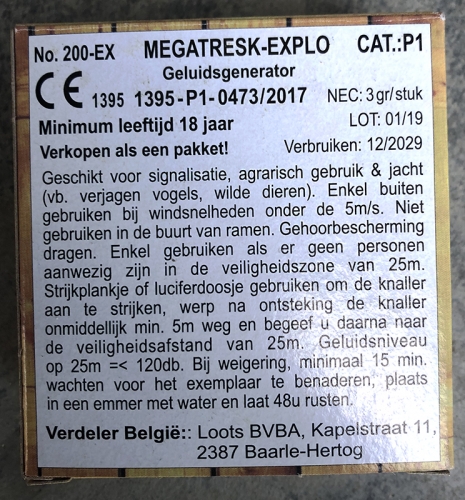 No. 200-EX MEGATRESK-EXPLO CAT.:P1
Geluidsgenerator
CE 1395 1395-P1-0473/2017 NEC: 3gr/stuk
Minimum leeftijd 18 jaar LOT: 01/19
Verkopen als een pakket! Verbruiken: 12/2029
Geschikt voor signalisatie, agrarisch gebruik & jacht
(vb. verjagen vogels, wilde dieren). Enkel buiten
gebruiken bij windsnelheden onder de 5m/s. Niet
gebruiken in de buurt van ramen. Gehoorbescherming
dragen. Enkel gebruiken als er geen personen
aanwezig zijn in de veiligheidszone van 25m.
Strijkplankje of luciferdoosje gebruiken om de knaller
aan te strijken, werp na ontsteking de knaller
onmiddellijk min. 5m weg en begeef u daarna naar
de veiligheidsafstand van 25m. Geluidsniveau
op 25m =< 120db. Bij weigering, minimaal 15 min.
wachten voor het exemplaar te benaderen, plaats
in een emmer met water en laat 48u rusten.
Verdeler België:: Loots BVBA, Kapelstraat 11,
2387 Baarle-Hertog